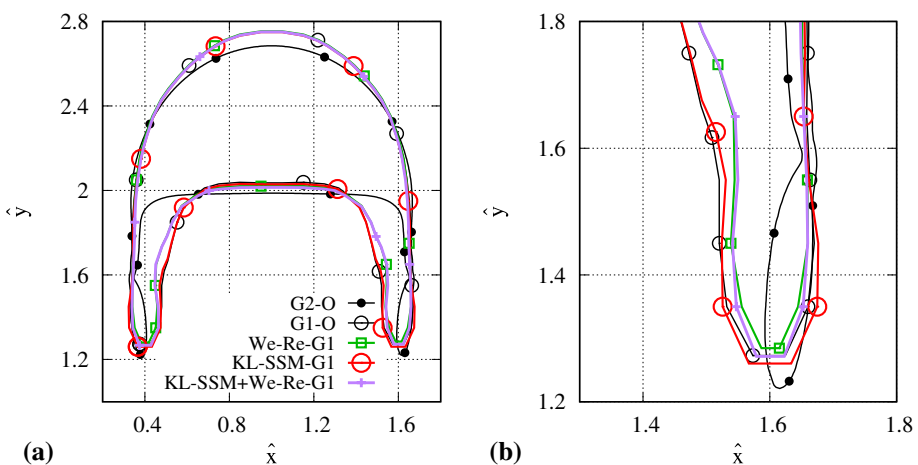 2.8
2.4
2
1.6
1.2
ŷ
0.4 0.8 1.2 1.6
x̂
G2-O
G1-O
We-Re-G1
KL-SSM-G1
KL-SSM+We-Re-G1
(a)
1.8
1.6
1.4
1.2
ŷ
1.4 1.6 1.8
x̂
(b)